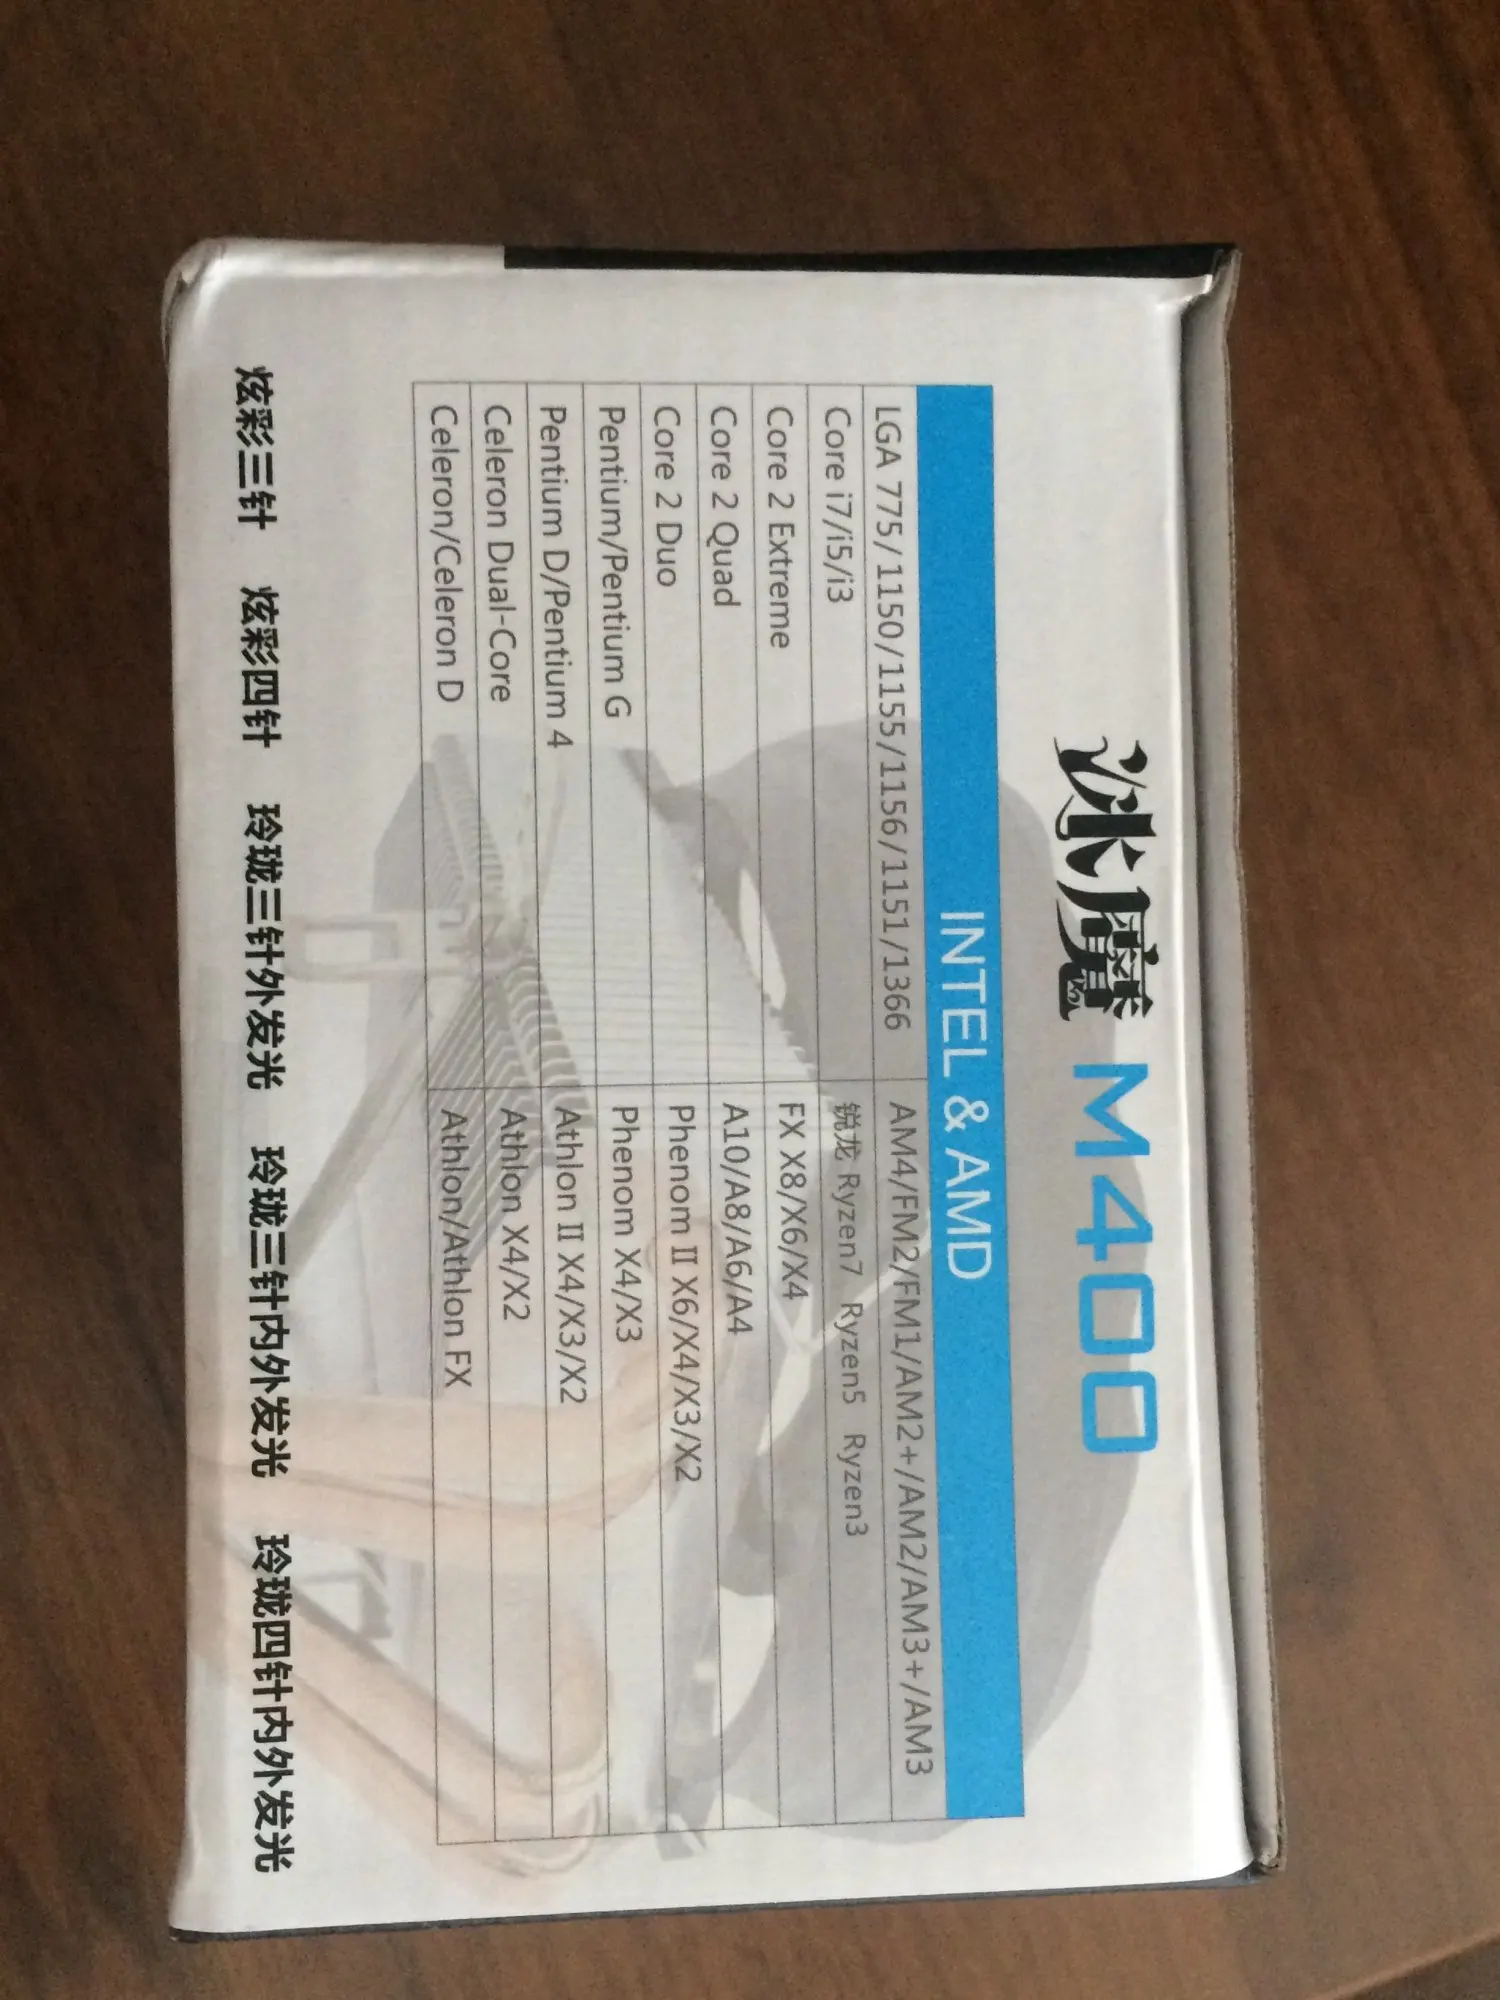 冰魔 M400
INTEL & AMD
LGA 775/1150/1155/1156/1151/1366 AM4/FM2/FM1/AM2+/AM2/AM3+/AM3
Core i7/i5/i3 锐龙 Ryzen7 Ryzen5 Ryzen3
Core 2 Extreme FX X8/X6/X4
Core 2 Quad A10/A8/A6/A4
Core 2 Duo Phenom II X6/X4/X3/X2
Pentium/Pentium G Phenom X4/X3
Pentium D/Pentium 4 Athlon II X4/X3/X2
Celeron Dual-Core Athlon X4/X2
Celeron/Celeron D Athlon/Athlon FX
炫彩三针 炫彩四针 玲珑三针外发光 玲珑三针内外发光 玲珑四针内外发光